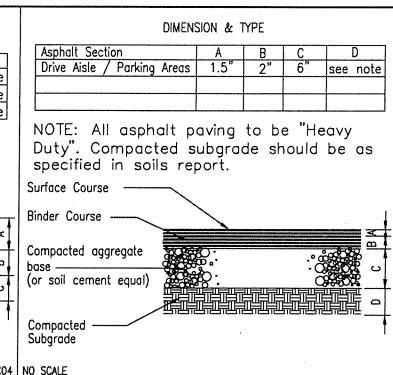 DIMENSION & TYPE
Asphalt Section A B C D
Drive Aisle / Parking Areas 1.5" 2" 6" see note
NOTE: All asphalt paving to be "Heavy
Duty". Compacted subgrade should be as
specified in soils report.
Surface Course
Binder Course
Compacted aggregate
base
(or soil cement equal)
Compacted
Subgrade
A
B
C
D
A
C04 NO SCALE